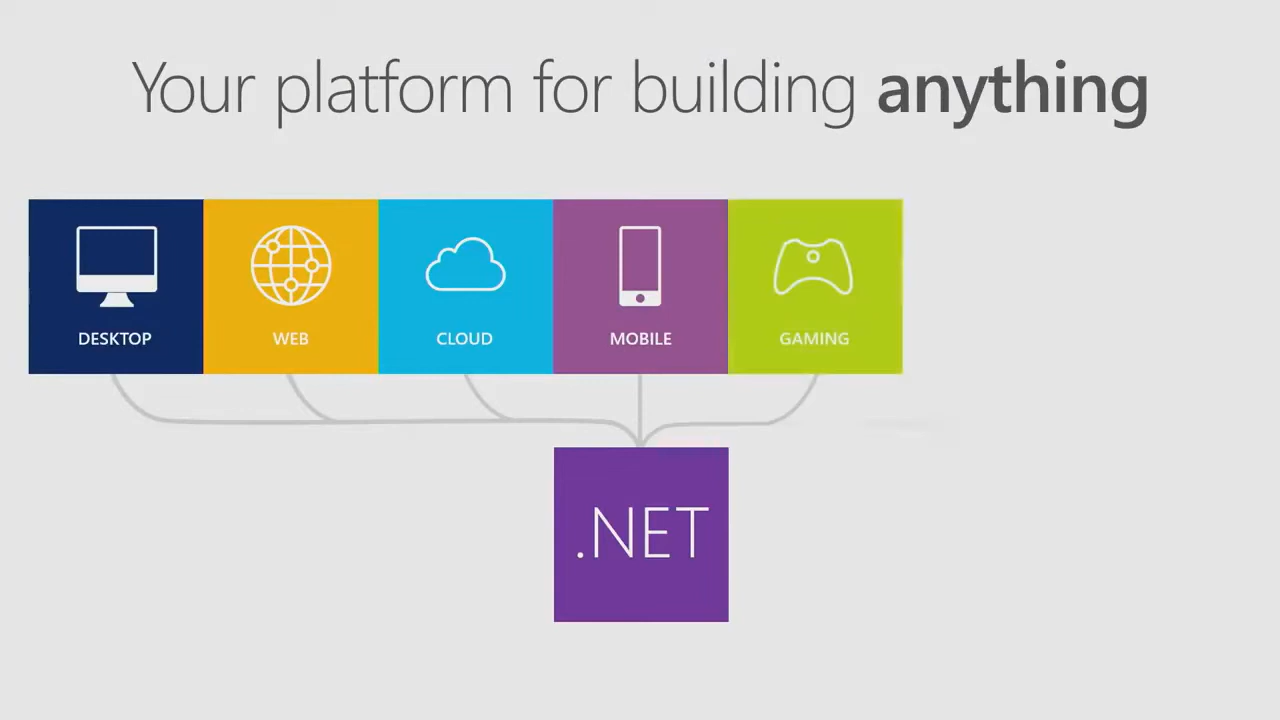 Your platform for building anything
DESKTOP
WEB
CLOUD
MOBILE
GAMING
.NET